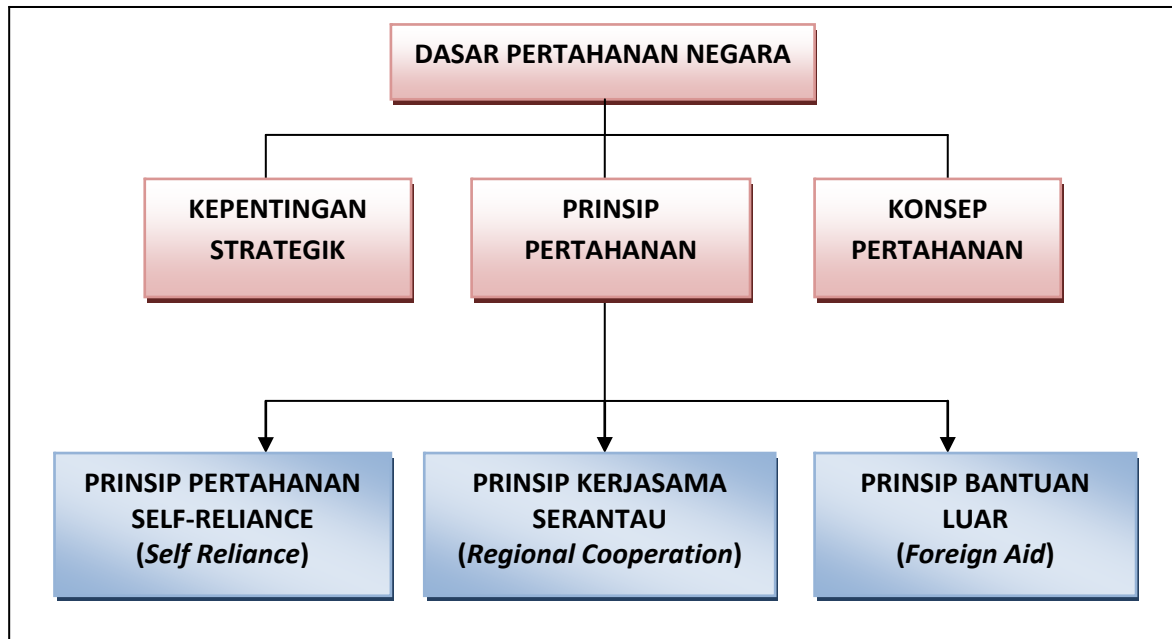 DASAR PERTAHANAN NEGARA
KEPENTINGAN
STRATEGIK
PRINSIP
PERTAHANAN
KONSEP
PERTAHANAN
PRINSIP PERTAHANAN
SELF-RELIANCE
(Self Reliance)
PRINSIP KERJASAMA
SERANTAU
(Regional Cooperation)
PRINSIP BANTUAN
LUAR
(Foreign Aid)